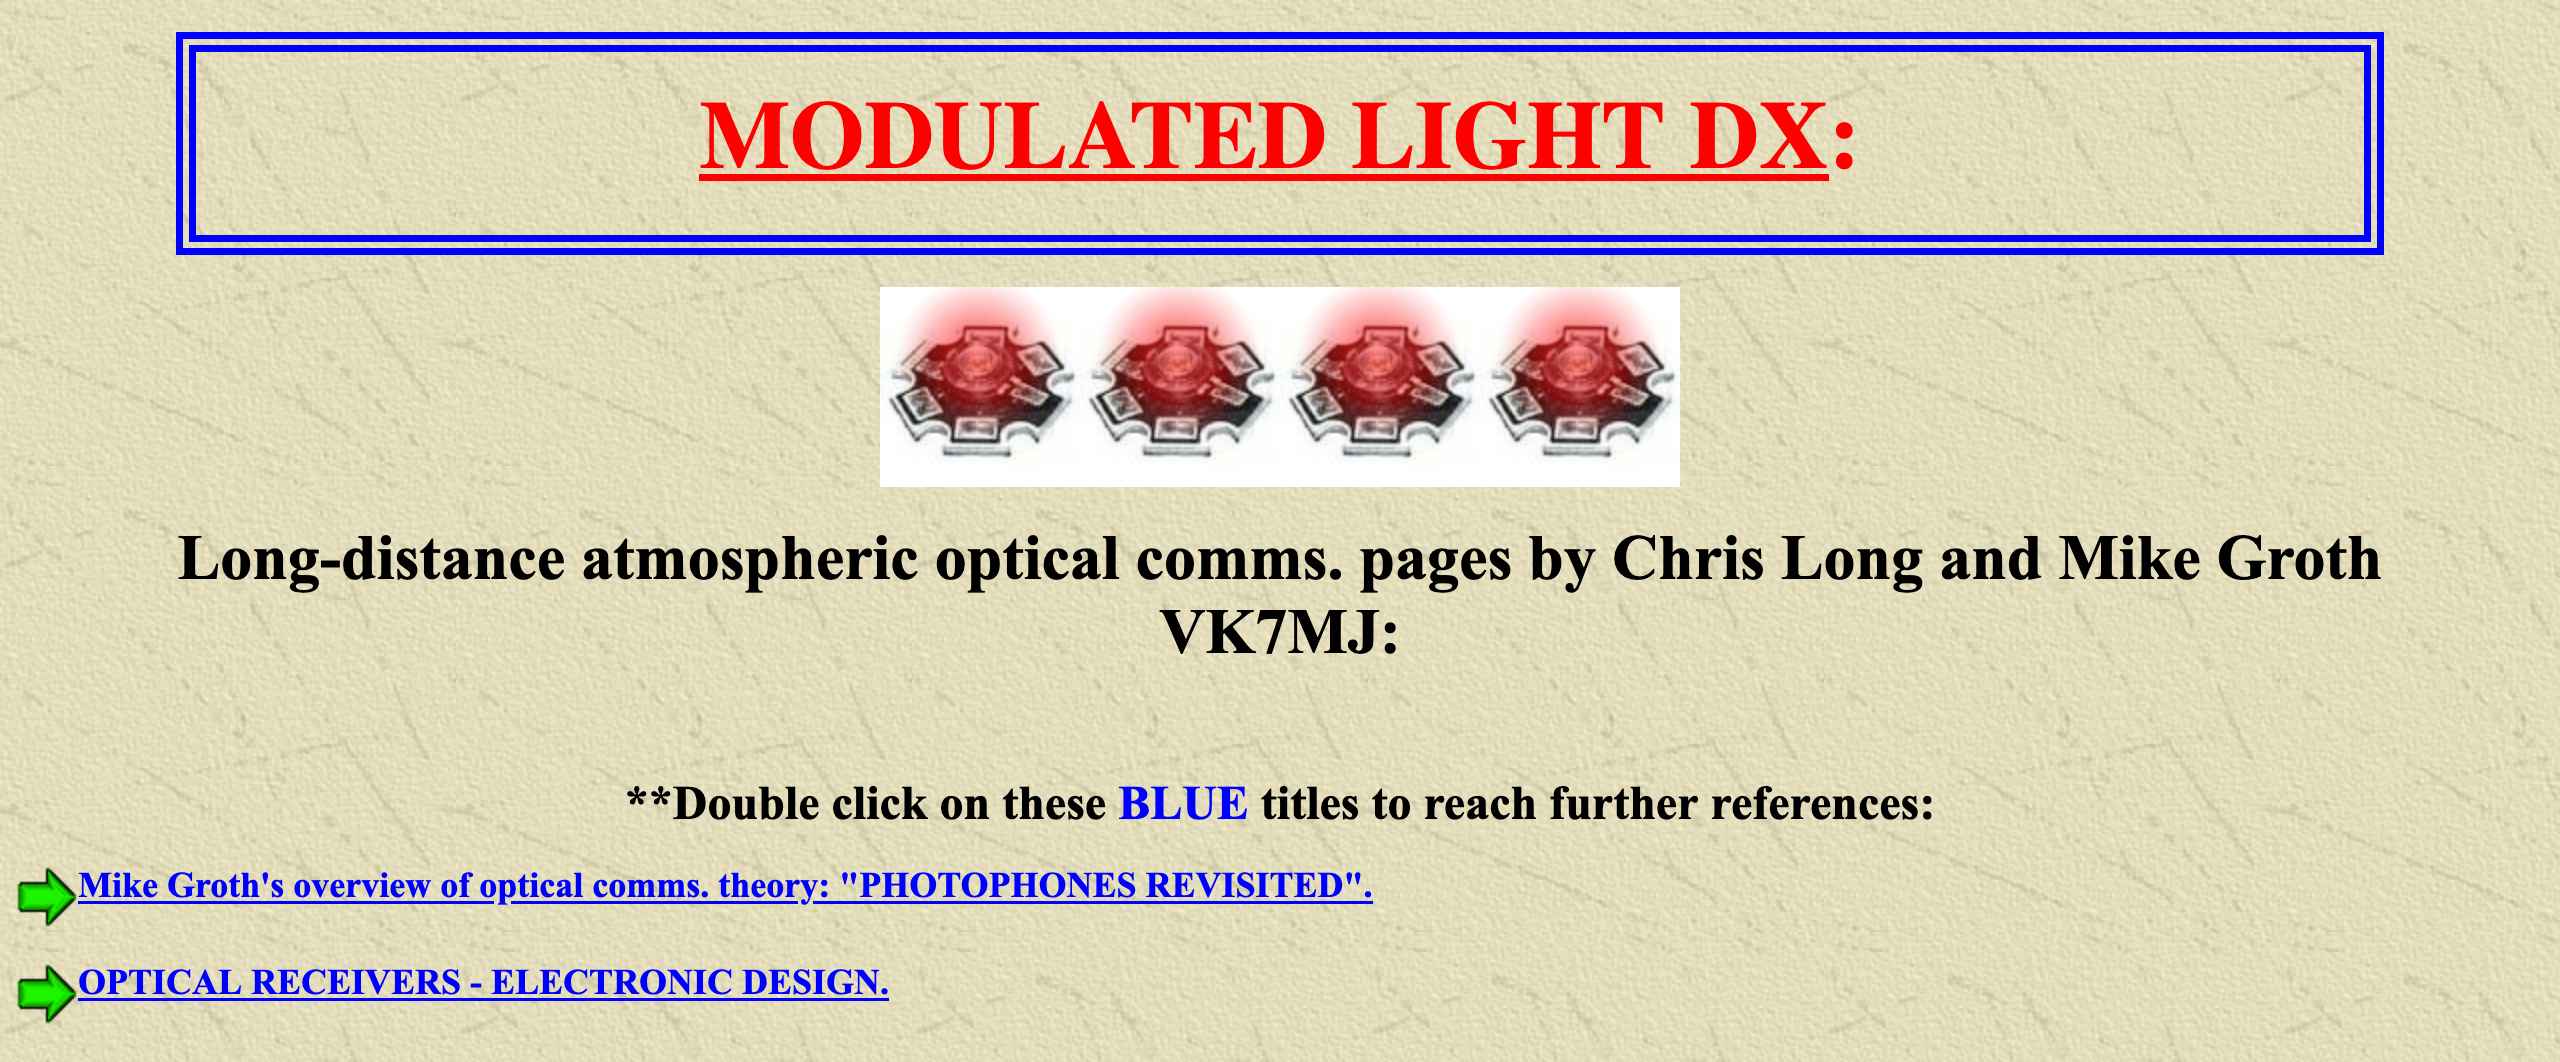 MODULATED LIGHT DX:
Long-distance atmospheric optical comms. pages by Chris Long and Mike Groth
VK7MJ:
**Double click on these BLUE titles to reach further references:
Mike Groth's overview of optical comms. theory: "PHOTOPHONES REVISITED".
OPTICAL RECEIVERS - ELECTRONIC DESIGN.